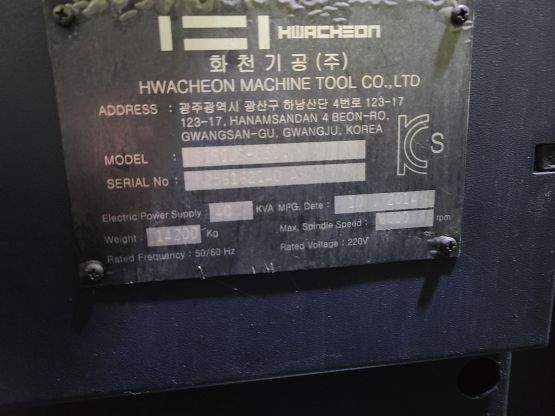 HWACHEON
화천기공(주)
HWACHEON MACHINE TOOL CO.,LTD
ADDRESS : 광주광역시 광산구 하남산단 4번로 123-17
123-17, HANAMSANDAN 4 BEON-RO,
GWANGSAN-GU, GWANGJU, KOREA
MODEL :
SERIAL No :
Electric Power Supply : 40 KVA MFG. Date : 10. 2014
Weight : 14200 Kg Max. Spindle Speed : rpm
Rated Frequency : 50/60 Hz Rated Voltage : 220V
S